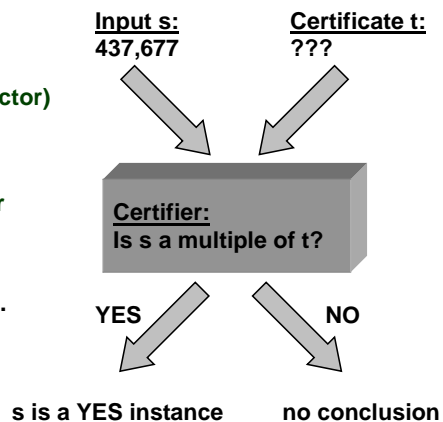 Input s:
437,677
Certificate t:
???
ctor)
r
.
Certifier:
Is s a multiple of t?
YES
NO
s is a YES instance
no conclusion